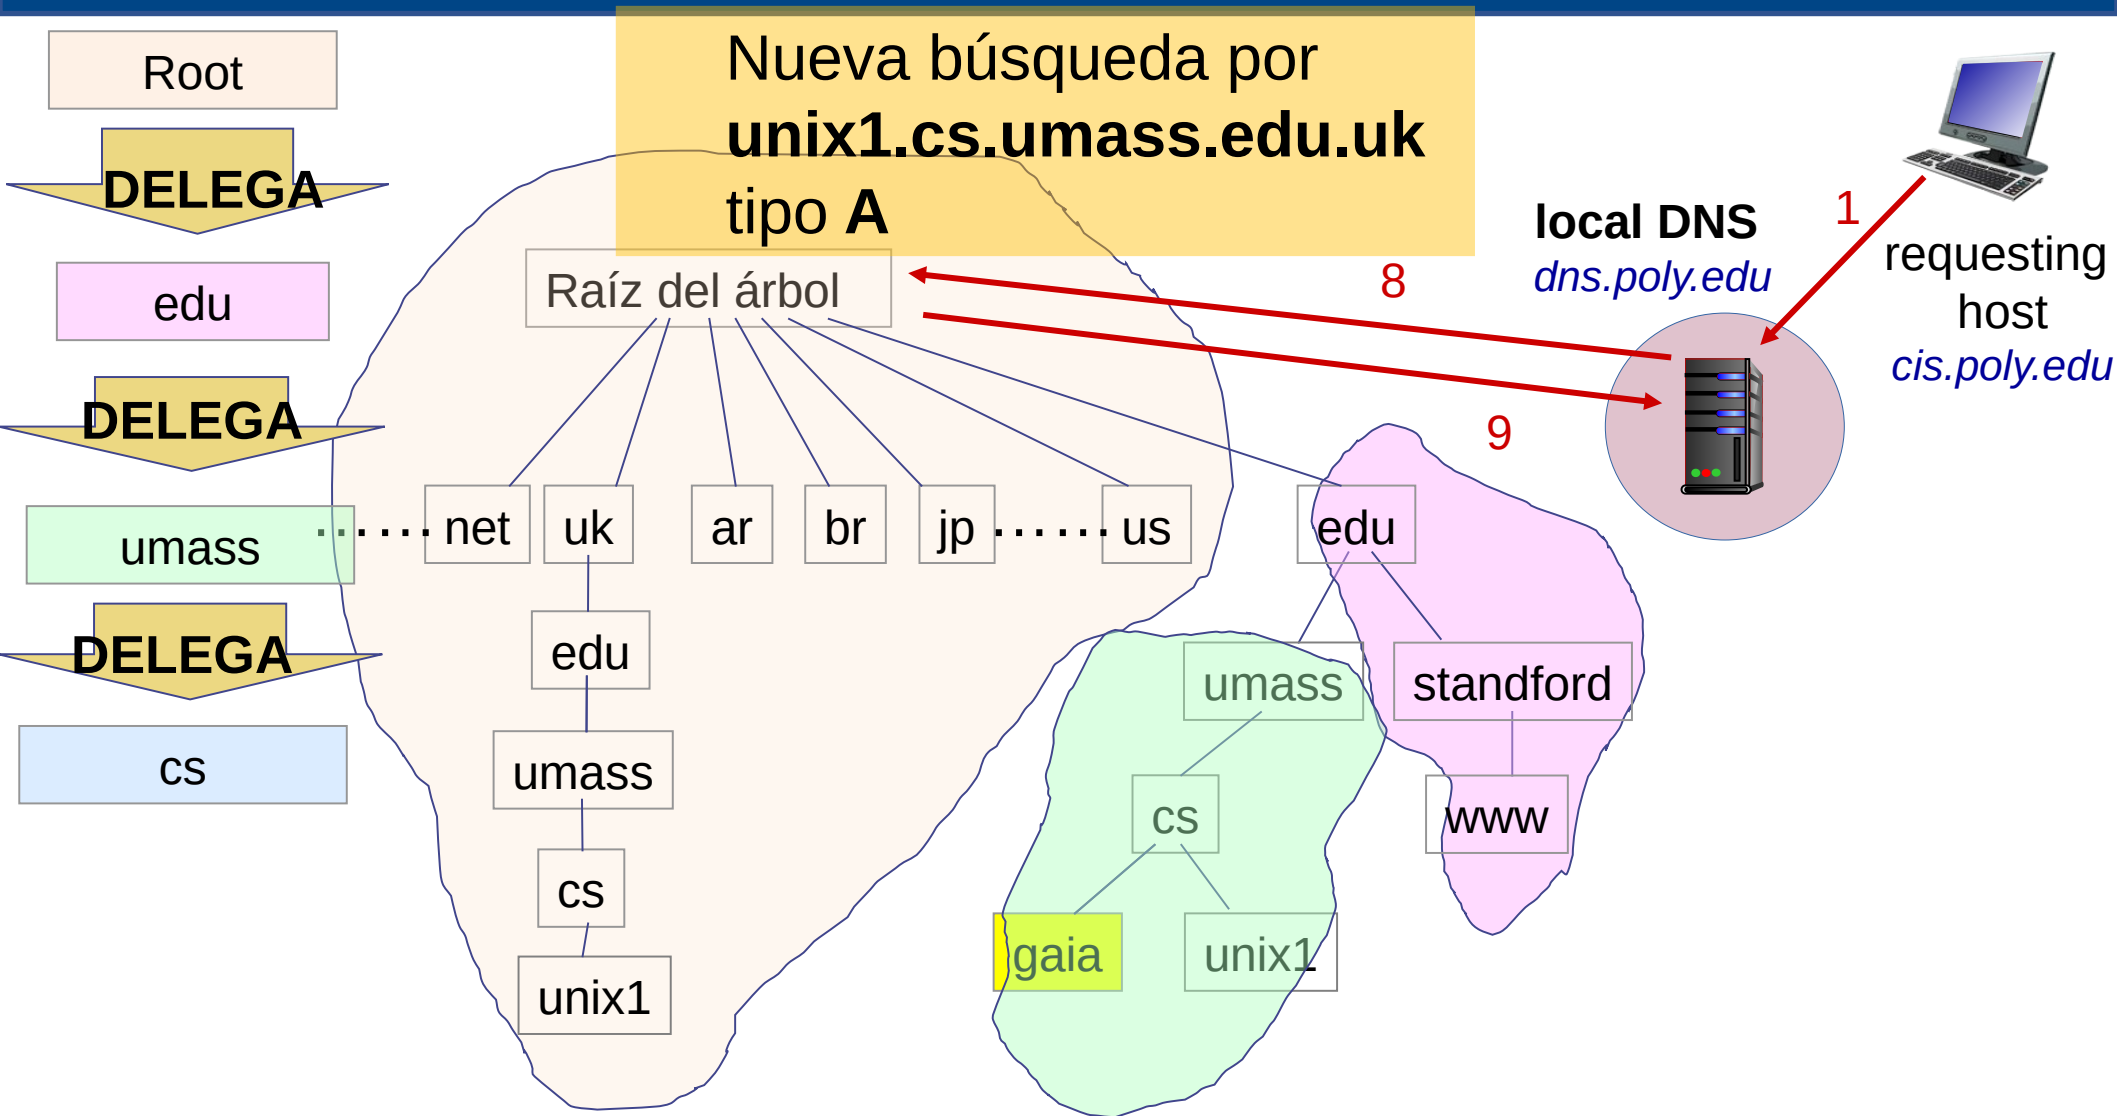 Root
DELEGA
edu
DELEGA
umass
DELEGA
cs
Nueva búsqueda por
unix1.cs.umass.edu.uk
tipo A
Raíz del árbol
...... net
uk
ar
br
jp ...... us
edu
edu
umass
cs
unix1
umass
standford
cs
www
gaia
unix1
local DNS
dns.poly.edu
1
8
9
requesting
host
cis.poly.edu